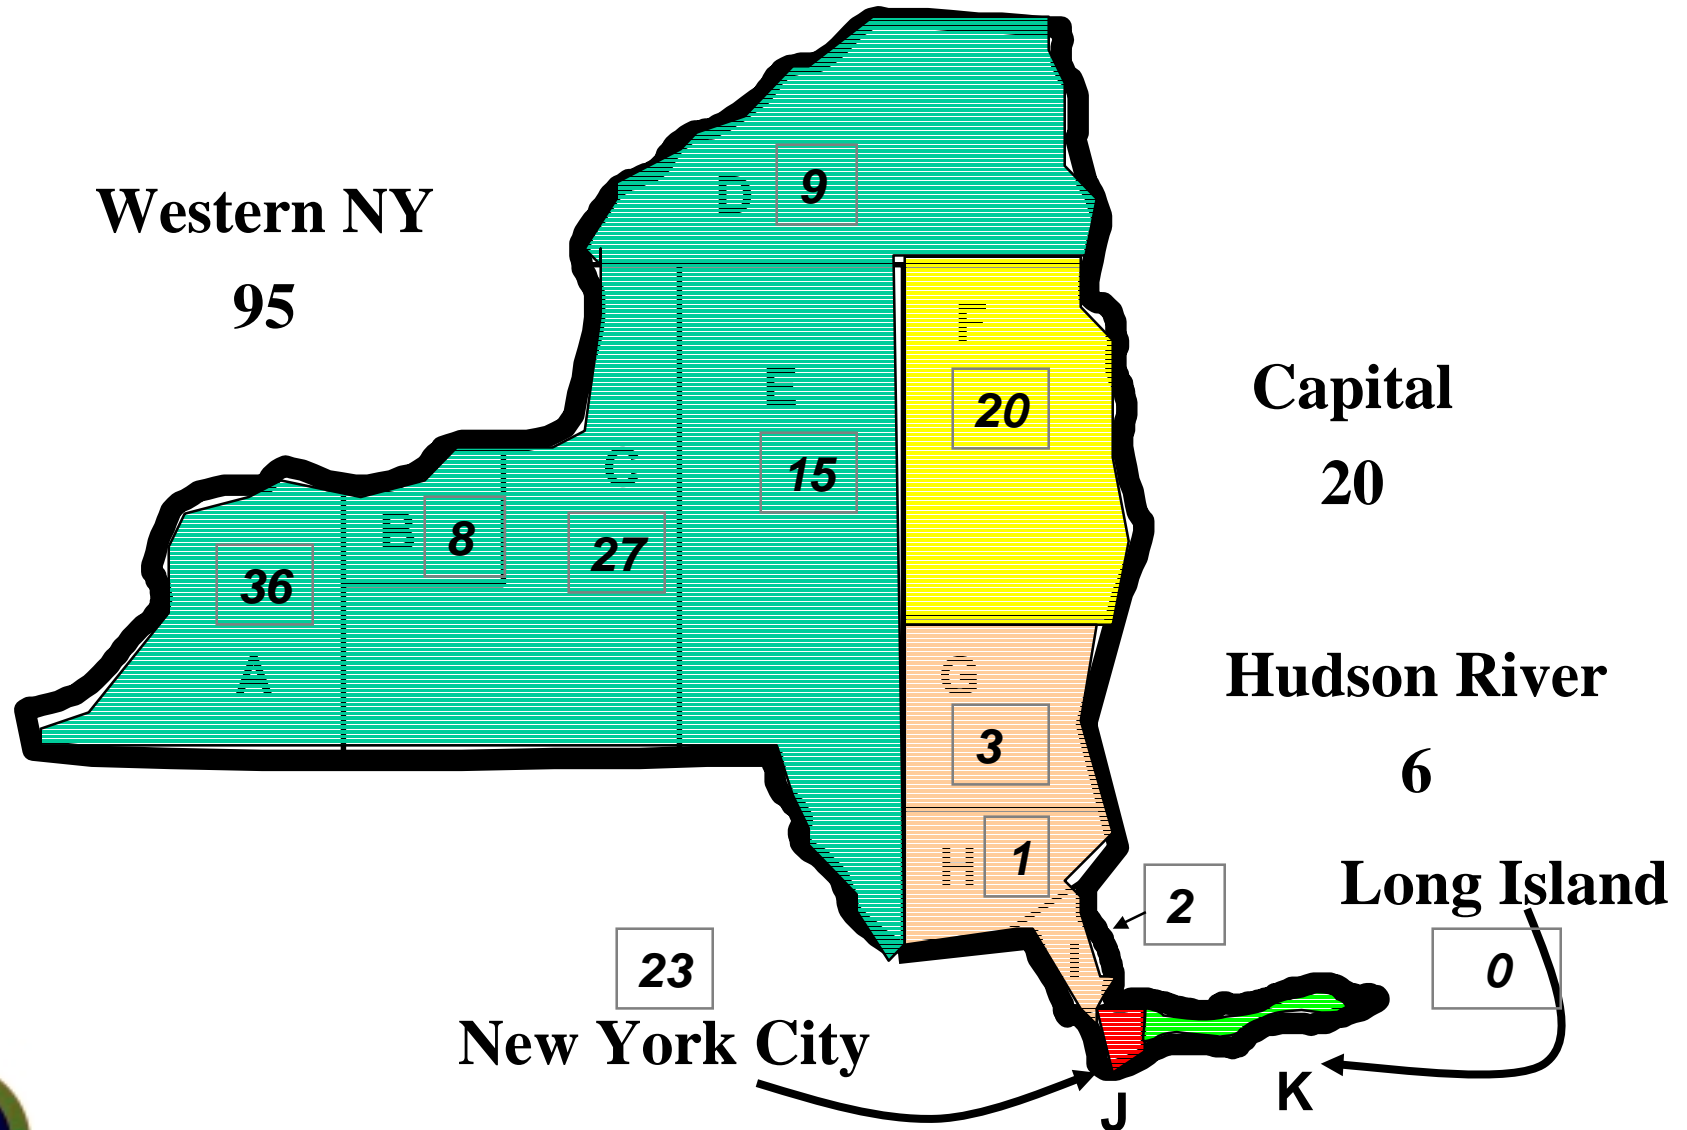 D 9
Western NY
95
F
E
20
Capital
C
15
20
B 8
27
36
A
G
Hudson River
3
6
H 1
2
Long Island
I
23
0
New York City
K
J